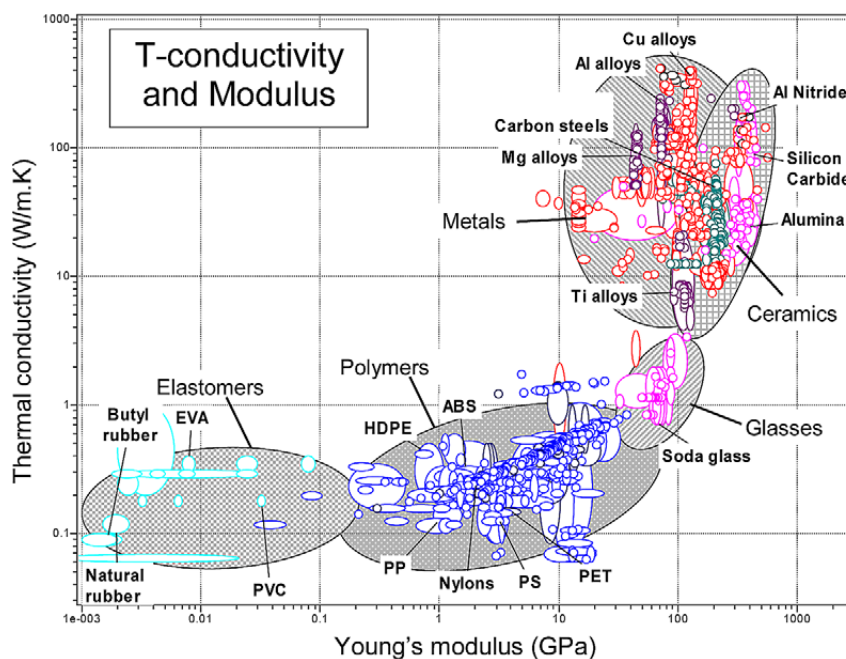 T-conductivity
and Modulus
1000
100
10
1
0.1
Thermal conductivity (W/m.K)
Cu alloys
Al alloys
Al Nitride
Carbon steels
Mg alloys
Silicon
Carbide
Metals
Alumina
Ti alloys
Ceramics
Polymers
Elastomers
ABS
Butyl
rubber
EVA
HDPE
Glasses
Soda glass
Natural
rubber
PVC
PP
Nylons
PS
PET
1e-003
0.01
0.1
1
10
100
1000
Young's modulus (GPa)